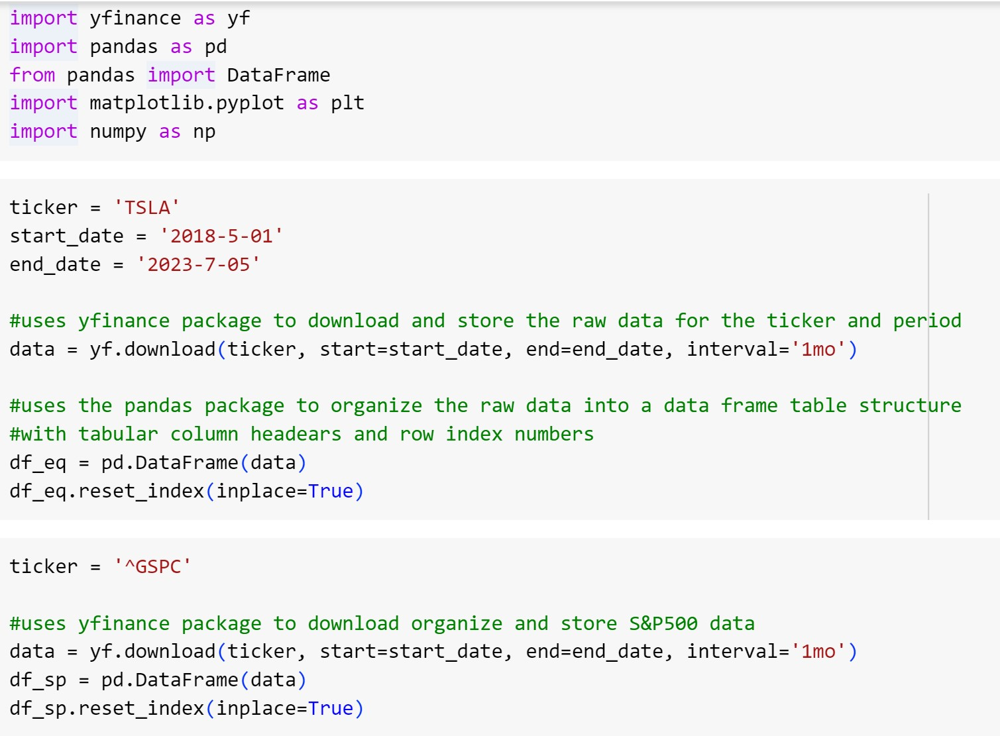 import yfinance as yf
import pandas as pd
from pandas import DataFrame
import matplotlib.pyplot as plt
import numpy as np
ticker = 'TSLA'
start_date = '2018-5-01'
end_date = '2023-7-05'
#uses yfinance package to download and store the raw data for the ticker and period
data = yf.download(ticker, start=start_date, end=end_date, interval='1mo')
#uses the pandas package to organize the raw data into a data frame table structure
#with tabular column headears and row index numbers
df_eq = pd.DataFrame(data)
df_eq.reset_index(inplace=True)
ticker = '^GSPC'
#uses yfinance package to download organize and store S&P500 data
data = yf.download(ticker, start=start_date, end=end_date, interval='1mo')
df_sp = pd.DataFrame(data)
df_sp.reset_index(inplace=True)